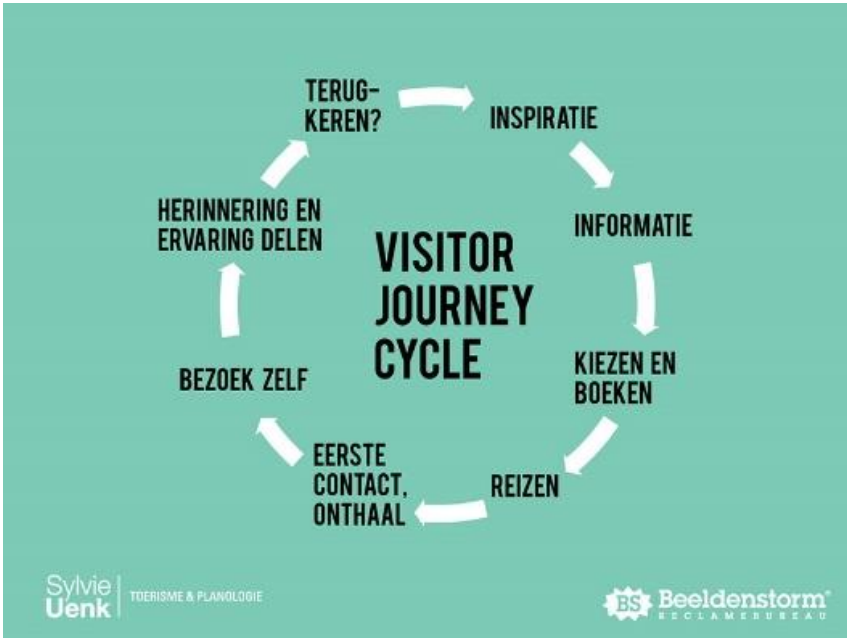 TERUG-
KEREN?
INSPIRATIE
INFORMATIE
KIEZEN EN
BOEKEN
REIZEN
EERSTE
CONTACT,
ONTHAAL
BEZOEK ZELF
HERINNERING EN
ERVARING DELEN
VISITOR
JOURNEY
CYCLE
Sylvie
Uenk
TOERISME & PLANOLOGIE
BS
Beeldenstorm®
RECLAMEBUREAU